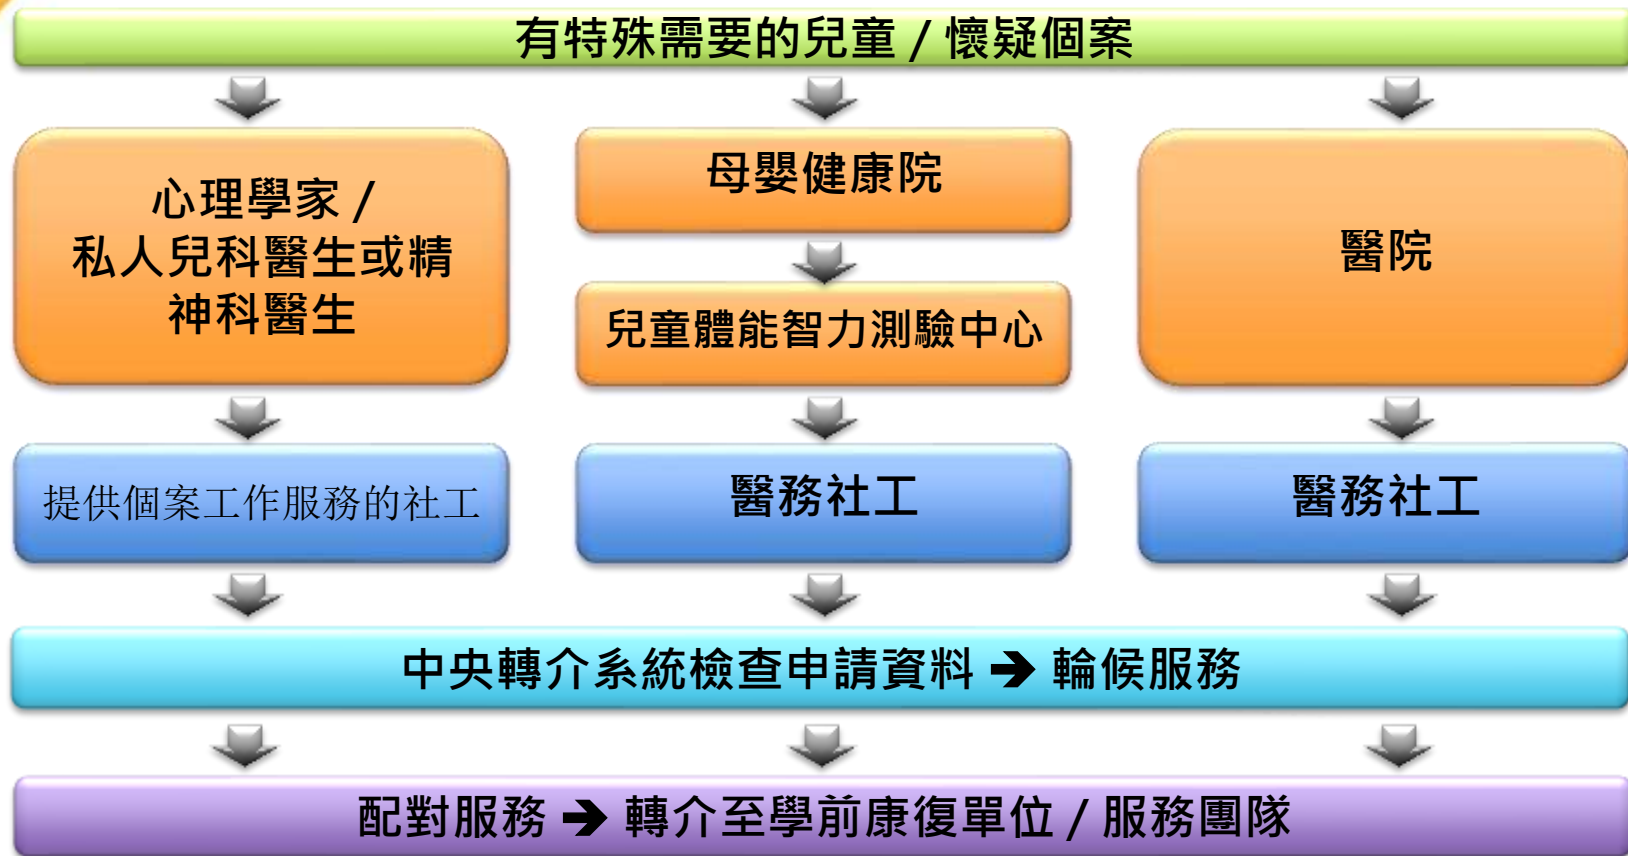 有特殊需要的兒童 / 懷疑個案
心理學家 /
私人兒科醫生或精
神科醫生
母嬰健康院
兒童體能智力測驗中心
醫院
提供個案工作服務的社工
醫務社工
醫務社工
中央轉介系統檢查申請資料 ➔ 輪候服務
配對服務 ➔ 轉介至學前康復單位 / 服務團隊